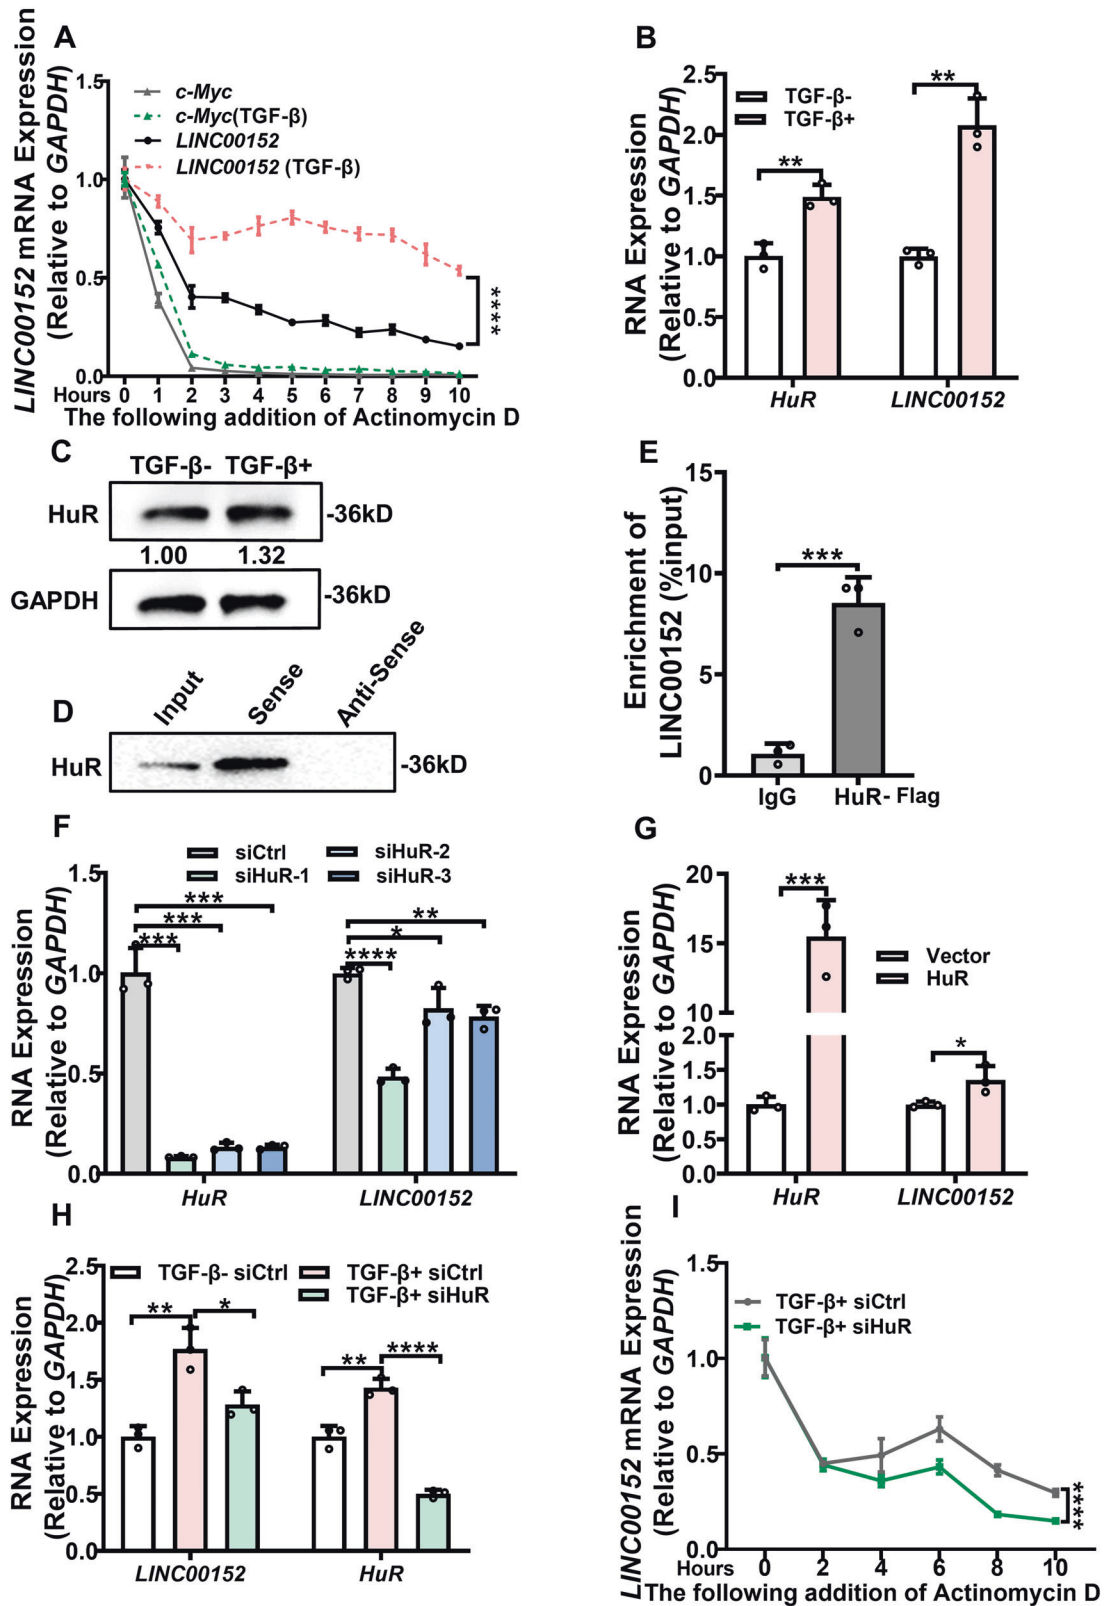 A
LINC00152 mRNA Expression
(Relative to GAPDH)
1.5
1.0
0.5
0.0
c-Myc
c-Myc(TGF-β)
LINC00152
LINC00152 (TGF-β)
****
Hours 0 1 2 3 4 5 6 7 8 9 10
The following addition of Actinomycin D
B
RNA Expression
(Relative to GAPDH)
2.5
2.0
1.5
1.0
0.5
0.0
TGF-β-
TGF-β+
**
**
HuR LINC00152
C
TGF-β- TGF-β+
HuR -36kD
1.00 1.32
GAPDH -36kD
D
Input Sense Anti-Sense
HuR -36kD
E
Enrichment of
LINC00152 (%input)
15
10
5
0
***
IgG HuR- Flag
F
RNA Expression
(Relative to GAPDH)
1.5
1.0
0.5
0.0
siCtrl siHuR-2
siHuR-1 siHuR-3
***
***
***
**
*
****
HuR LINC00152
G
RNA Expression
(Relative to GAPDH)
20
15
10
2.0
1.5
1.0
0.5
0.0
Vector
HuR
***
*
HuR LINC00152
H
RNA Expression
(Relative to GAPDH)
2.5
2.0
1.5
1.0
0.5
0.0
TGF-β- siCtrl TGF-β+ siCtrl
TGF-β+ siHuR
** *
** ****
LINC00152 HuR
I
LINC00152 mRNA Expression
(Relative to GAPDH)
1.5
1.0
0.5
0.0
TGF-β+ siCtrl
TGF-β+ siHuR
****
Hours 0 2 4 6 8 10
The following addition of Actinomycin D